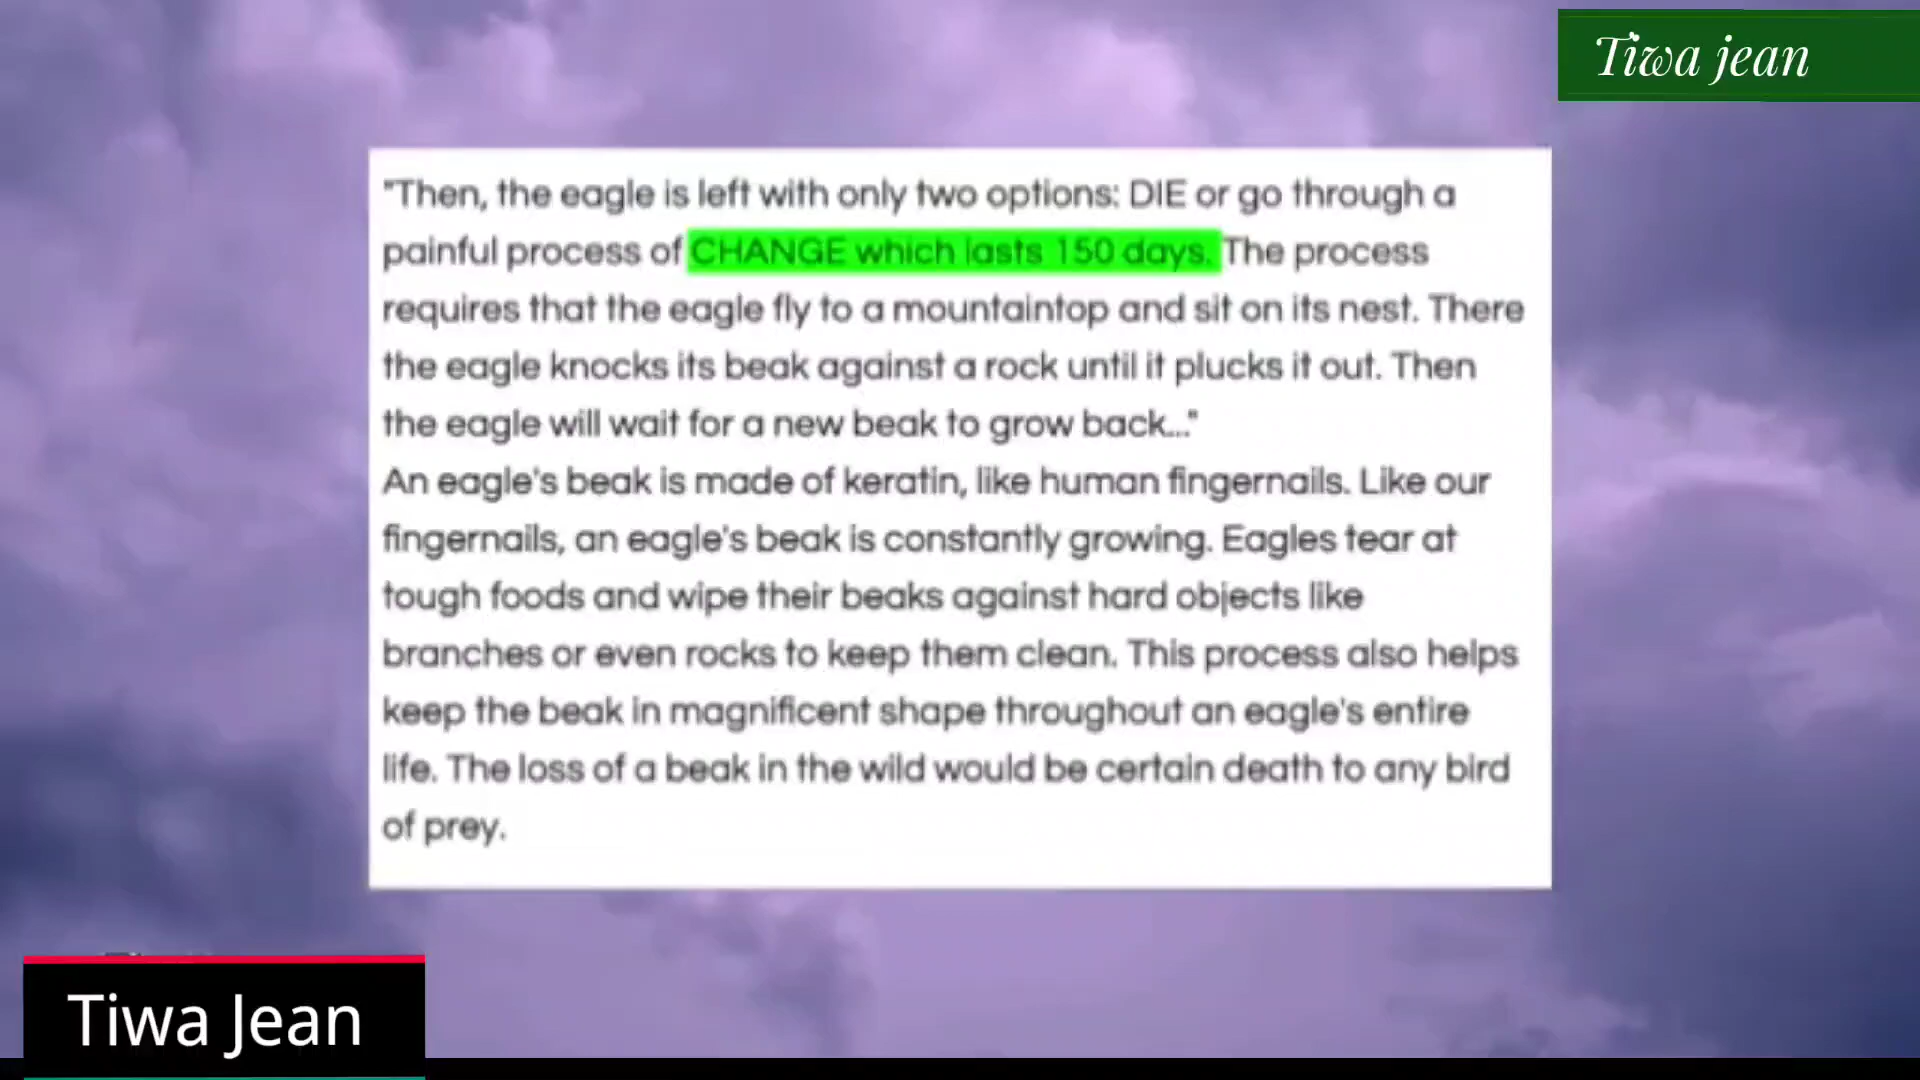 Tiwa jean
"Then, the eagle is left with only two options: DIE or go through a
painful process of CHANGE which lasts 150 days. The process
requires that the eagle fly to a mountaintop and sit on its nest. There
the eagle knocks its beak against a rock until it plucks it out. Then
the eagle will wait for a new beak to grow back..."
An eagle's beak is made of keratin, like human fingernails. Like our
fingernails, an eagle's beak is constantly growing. Eagles tear at
tough foods and wipe their beaks against hard objects like
branches or even rocks to keep them clean. This process also helps
keep the beak in magnificent shape throughout an eagle's entire
life. The loss of a beak in the wild would be certain death to any bird
of prey.
Tiwa Jean